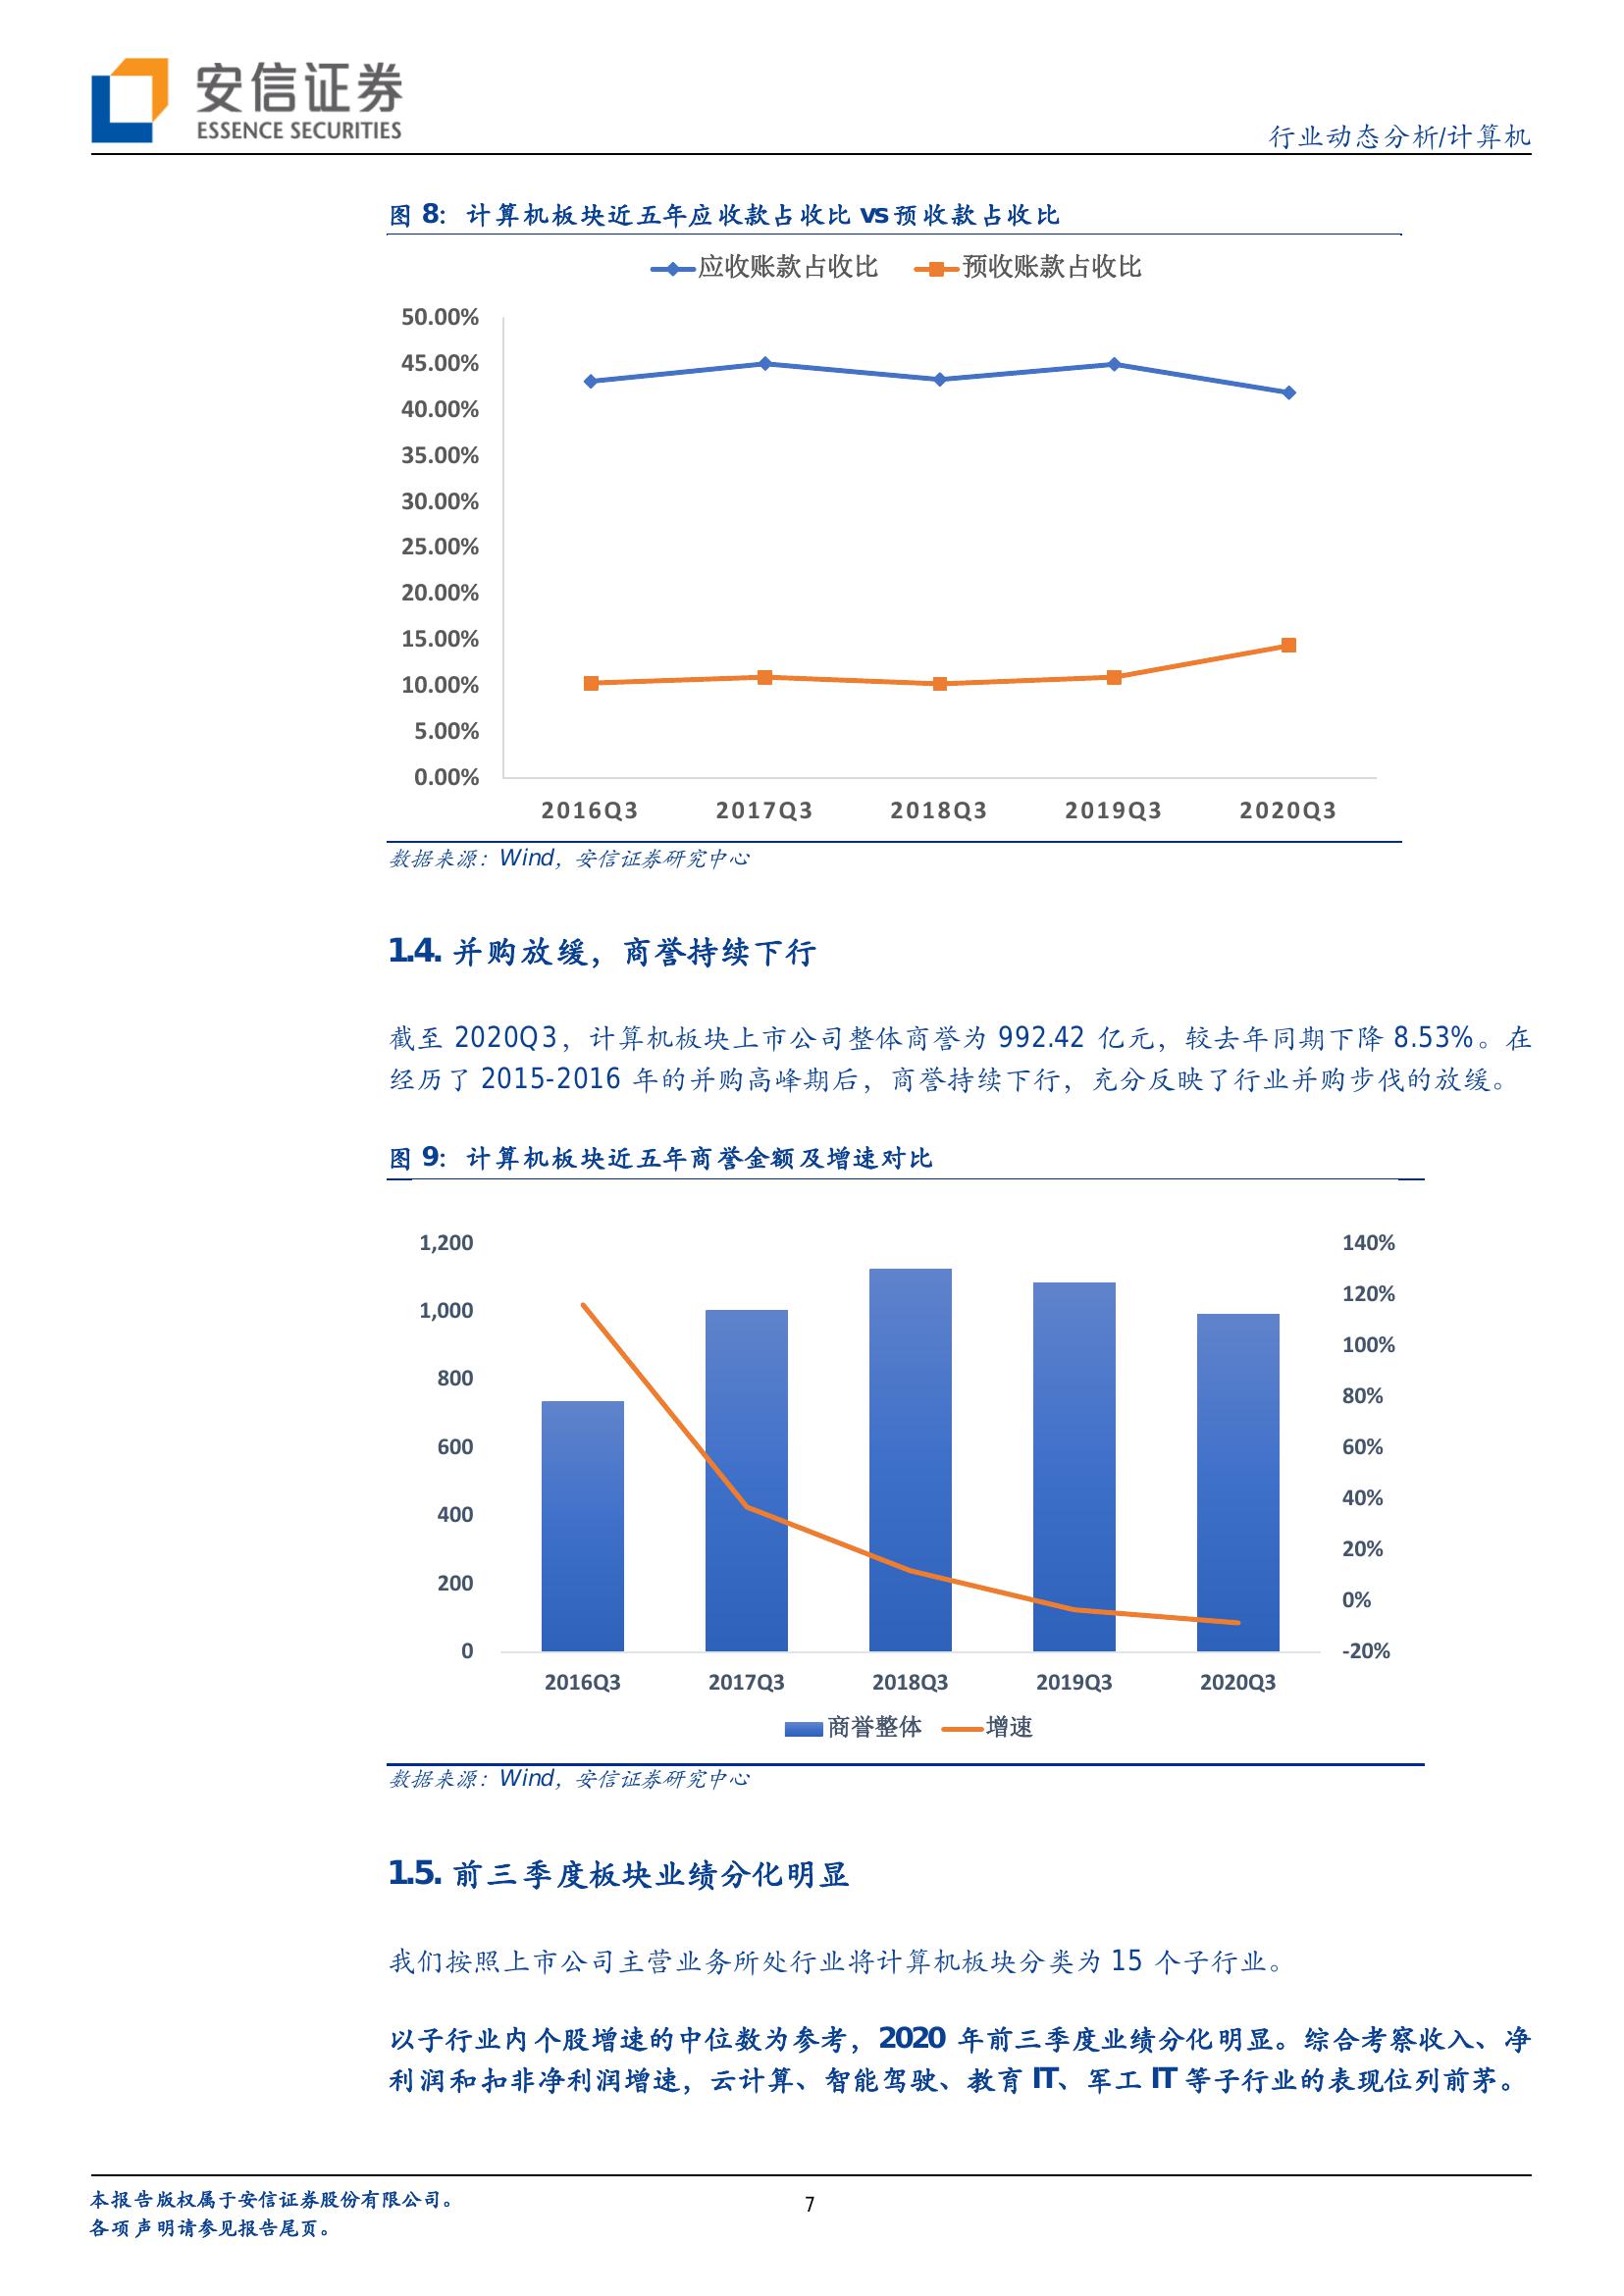 安信证券
ESSENCE SECURITIES
行业动态分析/计算机
图 8：计算机板块近五年应收款占收比 vs 预收款占收比
应收账款占收比 预收账款占收比
50.00%
45.00%
40.00%
35.00%
30.00%
25.00%
20.00%
15.00%
10.00%
5.00%
0.00%
2016Q3 2017Q3 2018Q3 2019Q3 2020Q3
数据来源：Wind，安信证券研究中心
1.4. 并购放缓，商誉持续下行
截至 2020Q3，计算机板块上市公司整体商誉为 992.42 亿元，较去年同期下降 8.53%。在
经历了 2015-2016 年的并购高峰期后，商誉持续下行，充分反映了行业并购步伐的放缓。
图 9：计算机板块近五年商誉金额及增速对比
1,200 140%
120%
1,000
100%
800
80%
600 60%
40%
400
20%
200
0%
0 -20%
2016Q3 2017Q3 2018Q3 2019Q3 2020Q3
商誉整体 增速
数据来源：Wind，安信证券研究中心
1.5. 前三季度板块业绩分化明显
我们按照上市公司主营业务所处行业将计算机板块分类为 15 个子行业。
以子行业内个股增速的中位数为参考，2020 年前三季度业绩分化明显。综合考察收入、净
利润和扣非净利润增速，云计算、智能驾驶、教育 IT、军工 IT 等子行业的表现位列前茅。
本报告版权属于安信证券股份有限公司。
7
各项声明请参见报告尾页。